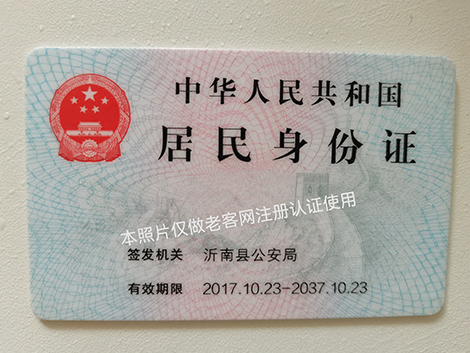 中华人民共和国
居民身份证
本照片仅做老客网注册认证使用
签发机关 沂南县公安局
有效期限 2017.10.23-2037.10.23